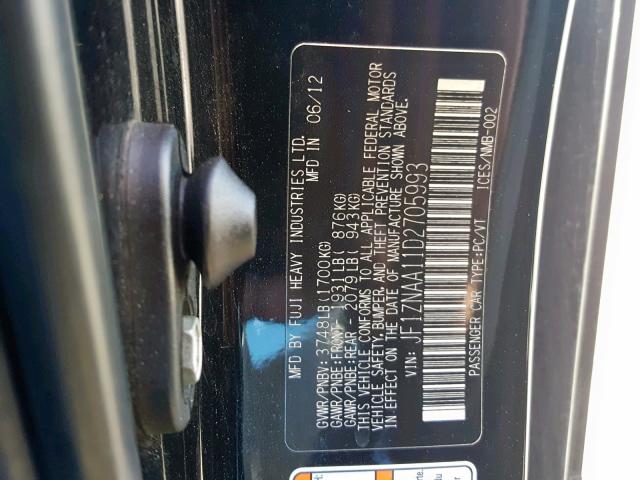 MFD BY FUJI HEAVY INDUSTRIES LTD. MFD IN 06/12
GVWR/PNBV: 3748LB(1700KG)
GAWR/PNBE:FRONT- 1931LB( 876KG)
GAWR/PNBE:REAR - 2079LB( 943KG)
THIS VEHICLE CONFORMS TO ALL APPLICABLE FEDERAL MOTOR
VEHICLE SAFETY,BUMPER,AND THEFT PREVENTION STANDARDS
IN EFFECT ON THE DATE OF MANUFACTURE SHOWN ABOVE.
VIN: JF1ZNAA11D2705993
PASSENGER CAR TYPE:PC/VT ICES/NMB-002